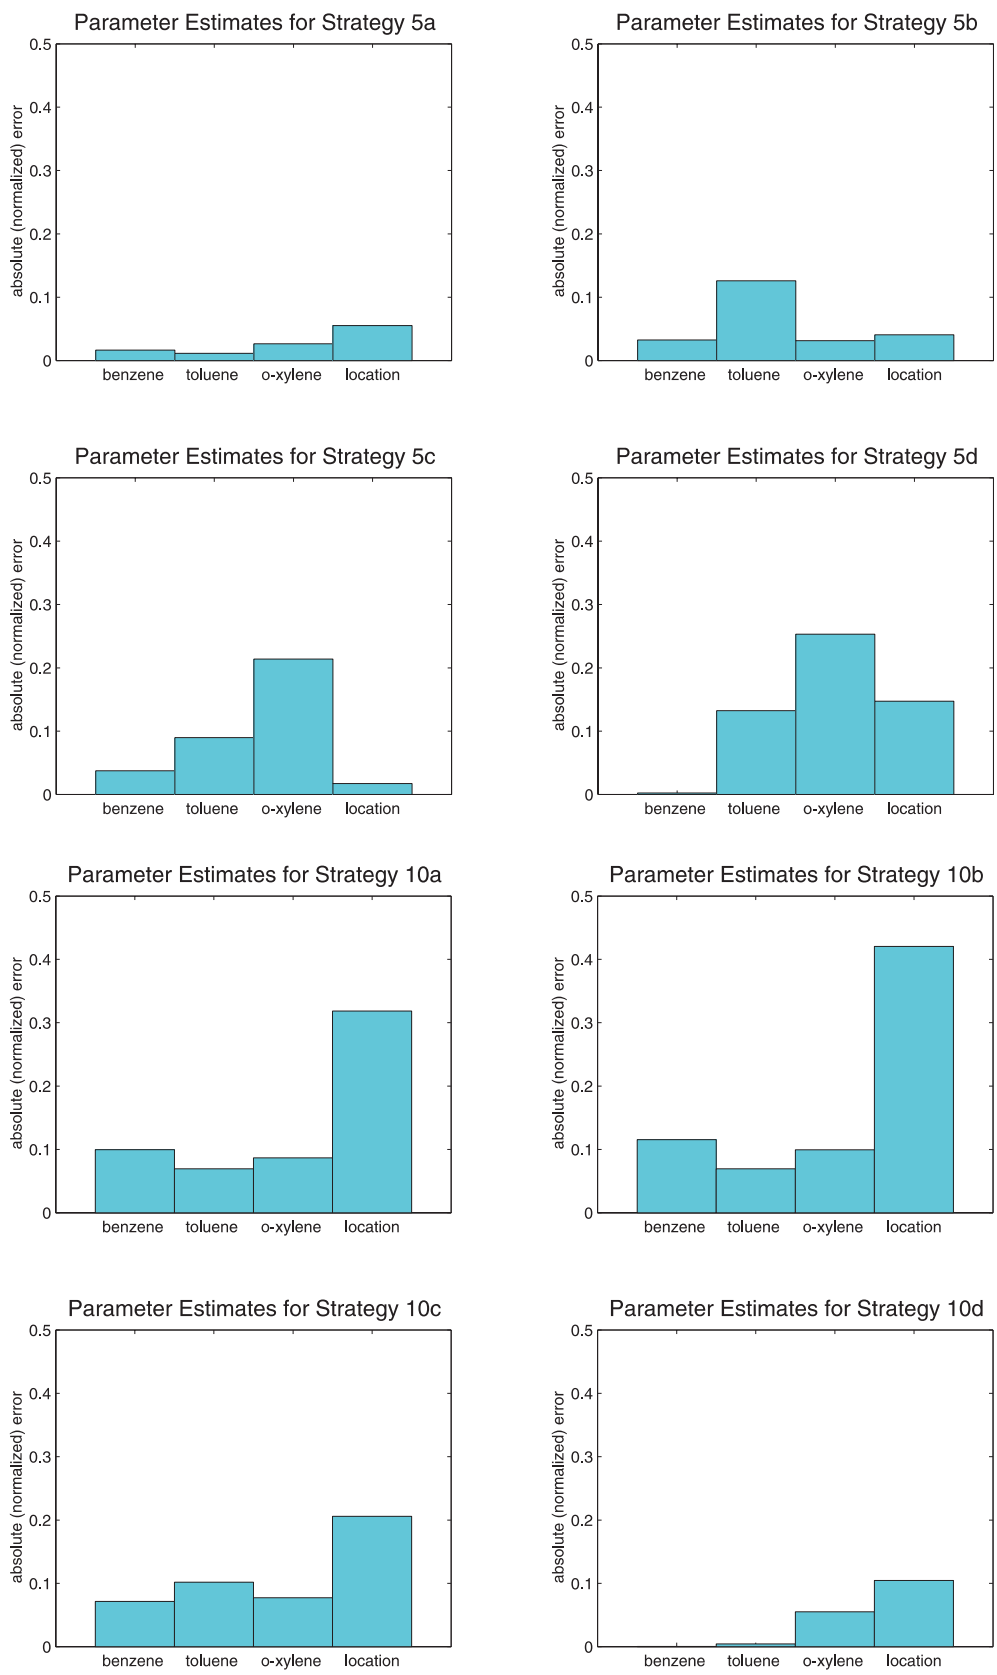 Parameter Estimates for Strategy 5a
0.5
0.4
0.3
0.2
0.1
0
absolute (normalized) error
benzene toluene o-xylene location
Parameter Estimates for Strategy 5b
0.5
0.4
0.3
0.2
0.1
0
absolute (normalized) error
benzene toluene o-xylene location
Parameter Estimates for Strategy 5c
0.5
0.4
0.3
0.2
0.1
0
absolute (normalized) error
benzene toluene o-xylene location
Parameter Estimates for Strategy 5d
0.5
0.4
0.3
0.2
0.1
0
absolute (normalized) error
benzene toluene o-xylene location
Parameter Estimates for Strategy 10a
0.5
0.4
0.3
0.2
0.1
0
absolute (normalized) error
benzene toluene o-xylene location
Parameter Estimates for Strategy 10b
0.5
0.4
0.3
0.2
0.1
0
absolute (normalized) error
benzene toluene o-xylene location
Parameter Estimates for Strategy 10c
0.5
0.4
0.3
0.2
0.1
0
absolute (normalized) error
benzene toluene o-xylene location
Parameter Estimates for Strategy 10d
0.5
0.4
0.3
0.2
0.1
0
absolute (normalized) error
benzene toluene o-xylene location